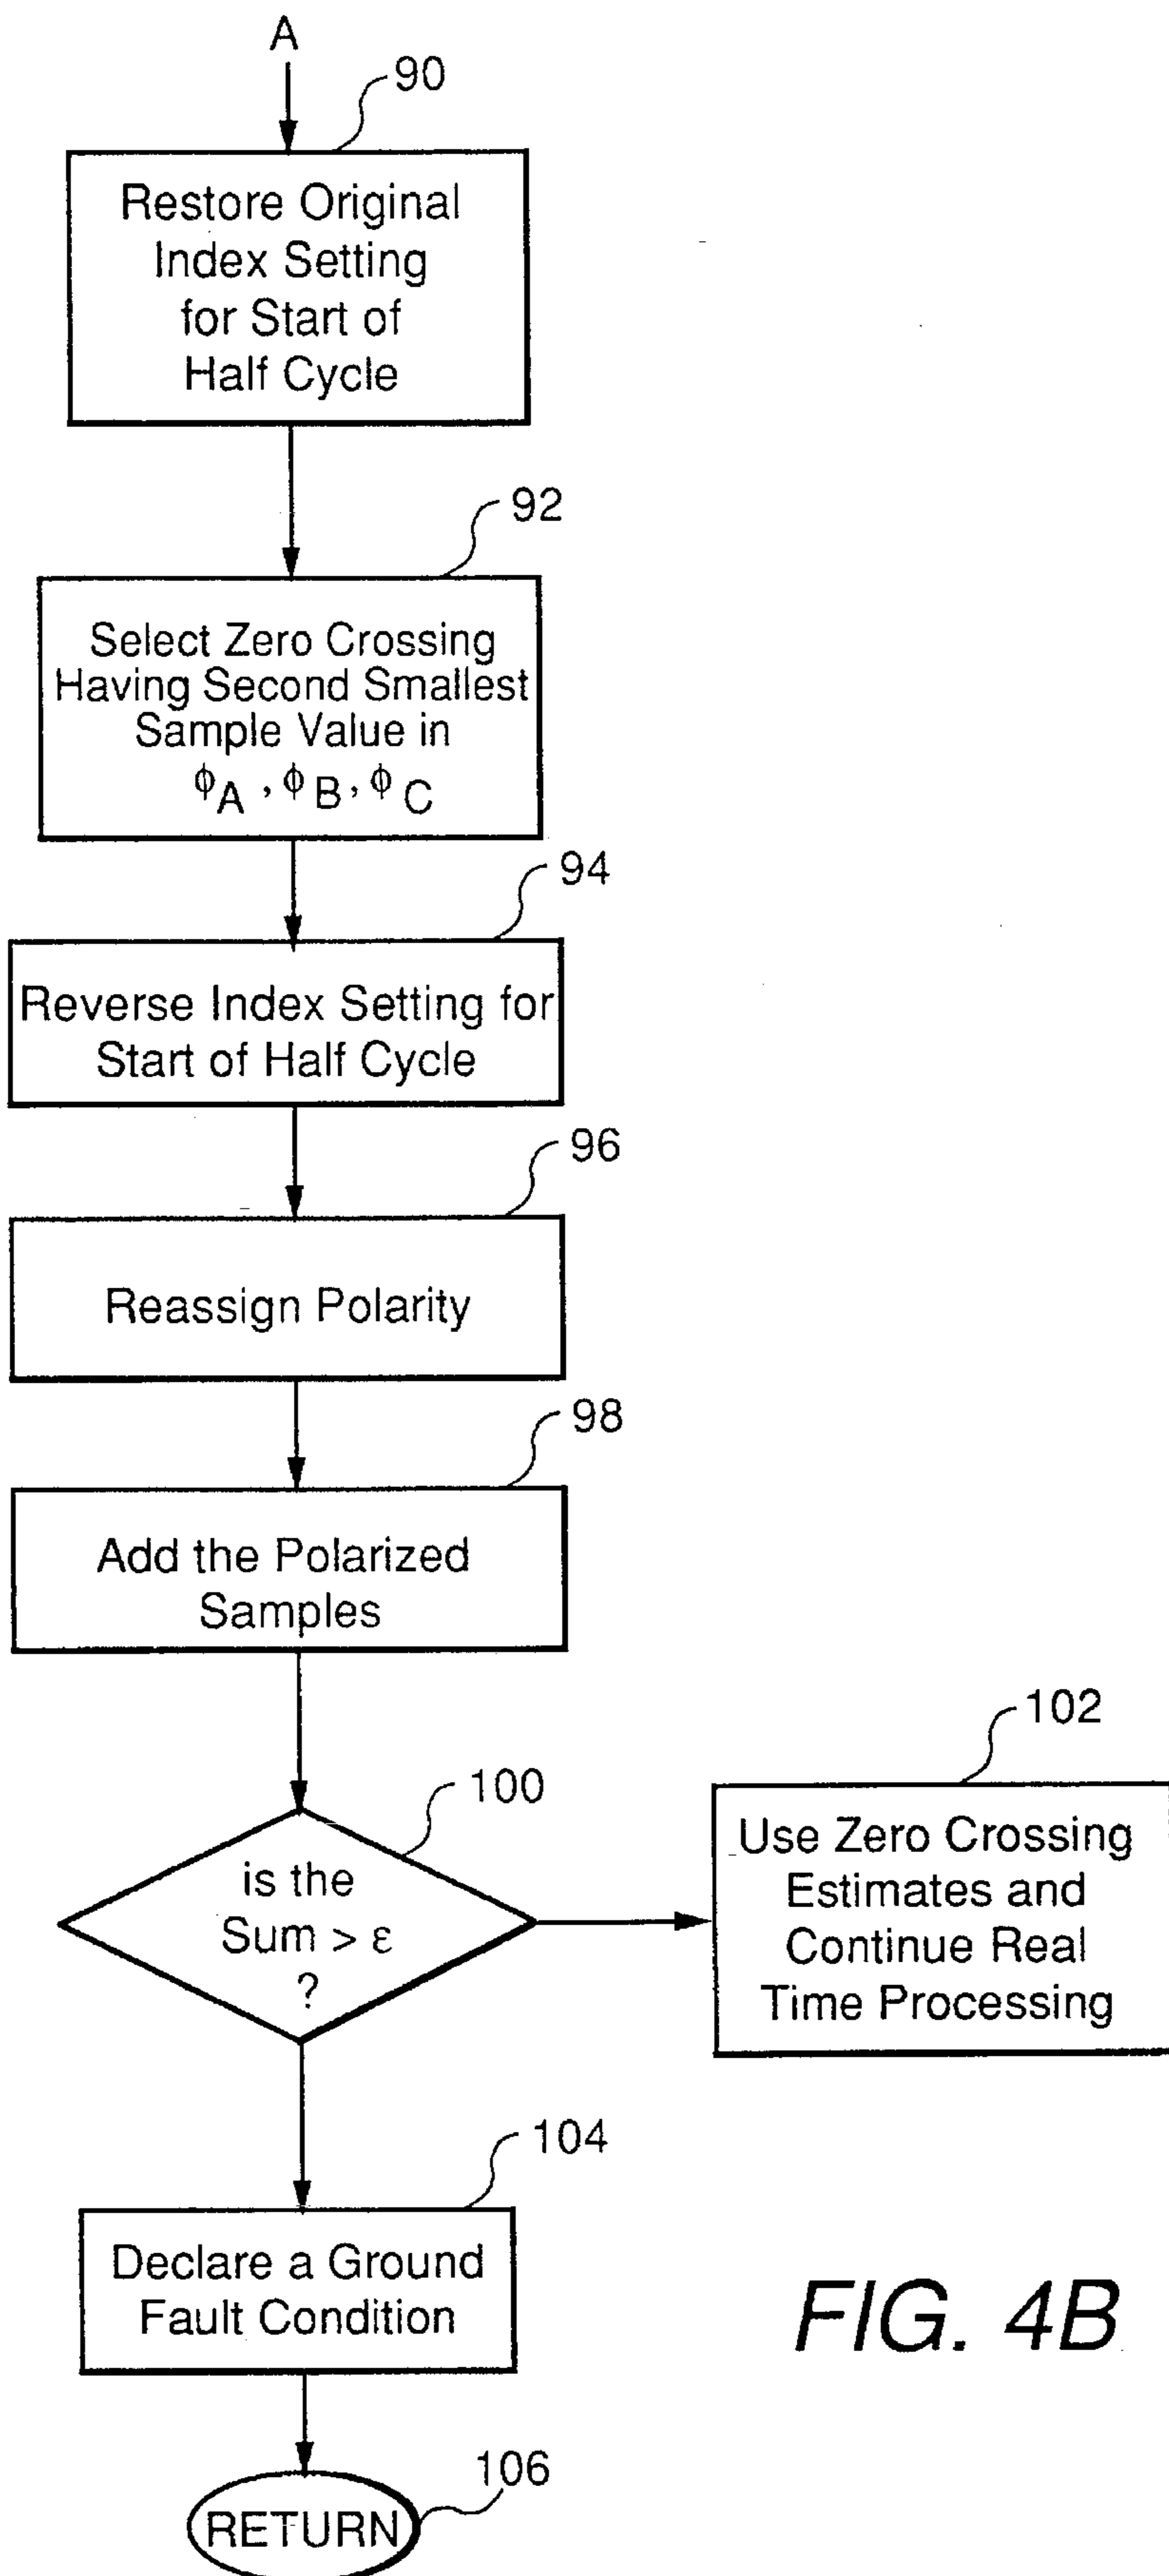 A
90
Restore Original
Index Setting
for Start of
Half Cycle
92
Select Zero Crossing
Having Second Smallest
Sample Value in
ϕA , ϕB, ϕC
94
Reverse Index Setting for
Start of Half Cycle
96
Reassign Polarity
98
Add the Polarized
Samples
100
is the
Sum > ε
?
102
Use Zero Crossing
Estimates and
Continue Real
Time Processing
104
Declare a Ground
Fault Condition
FIG. 4B
106
RETURN